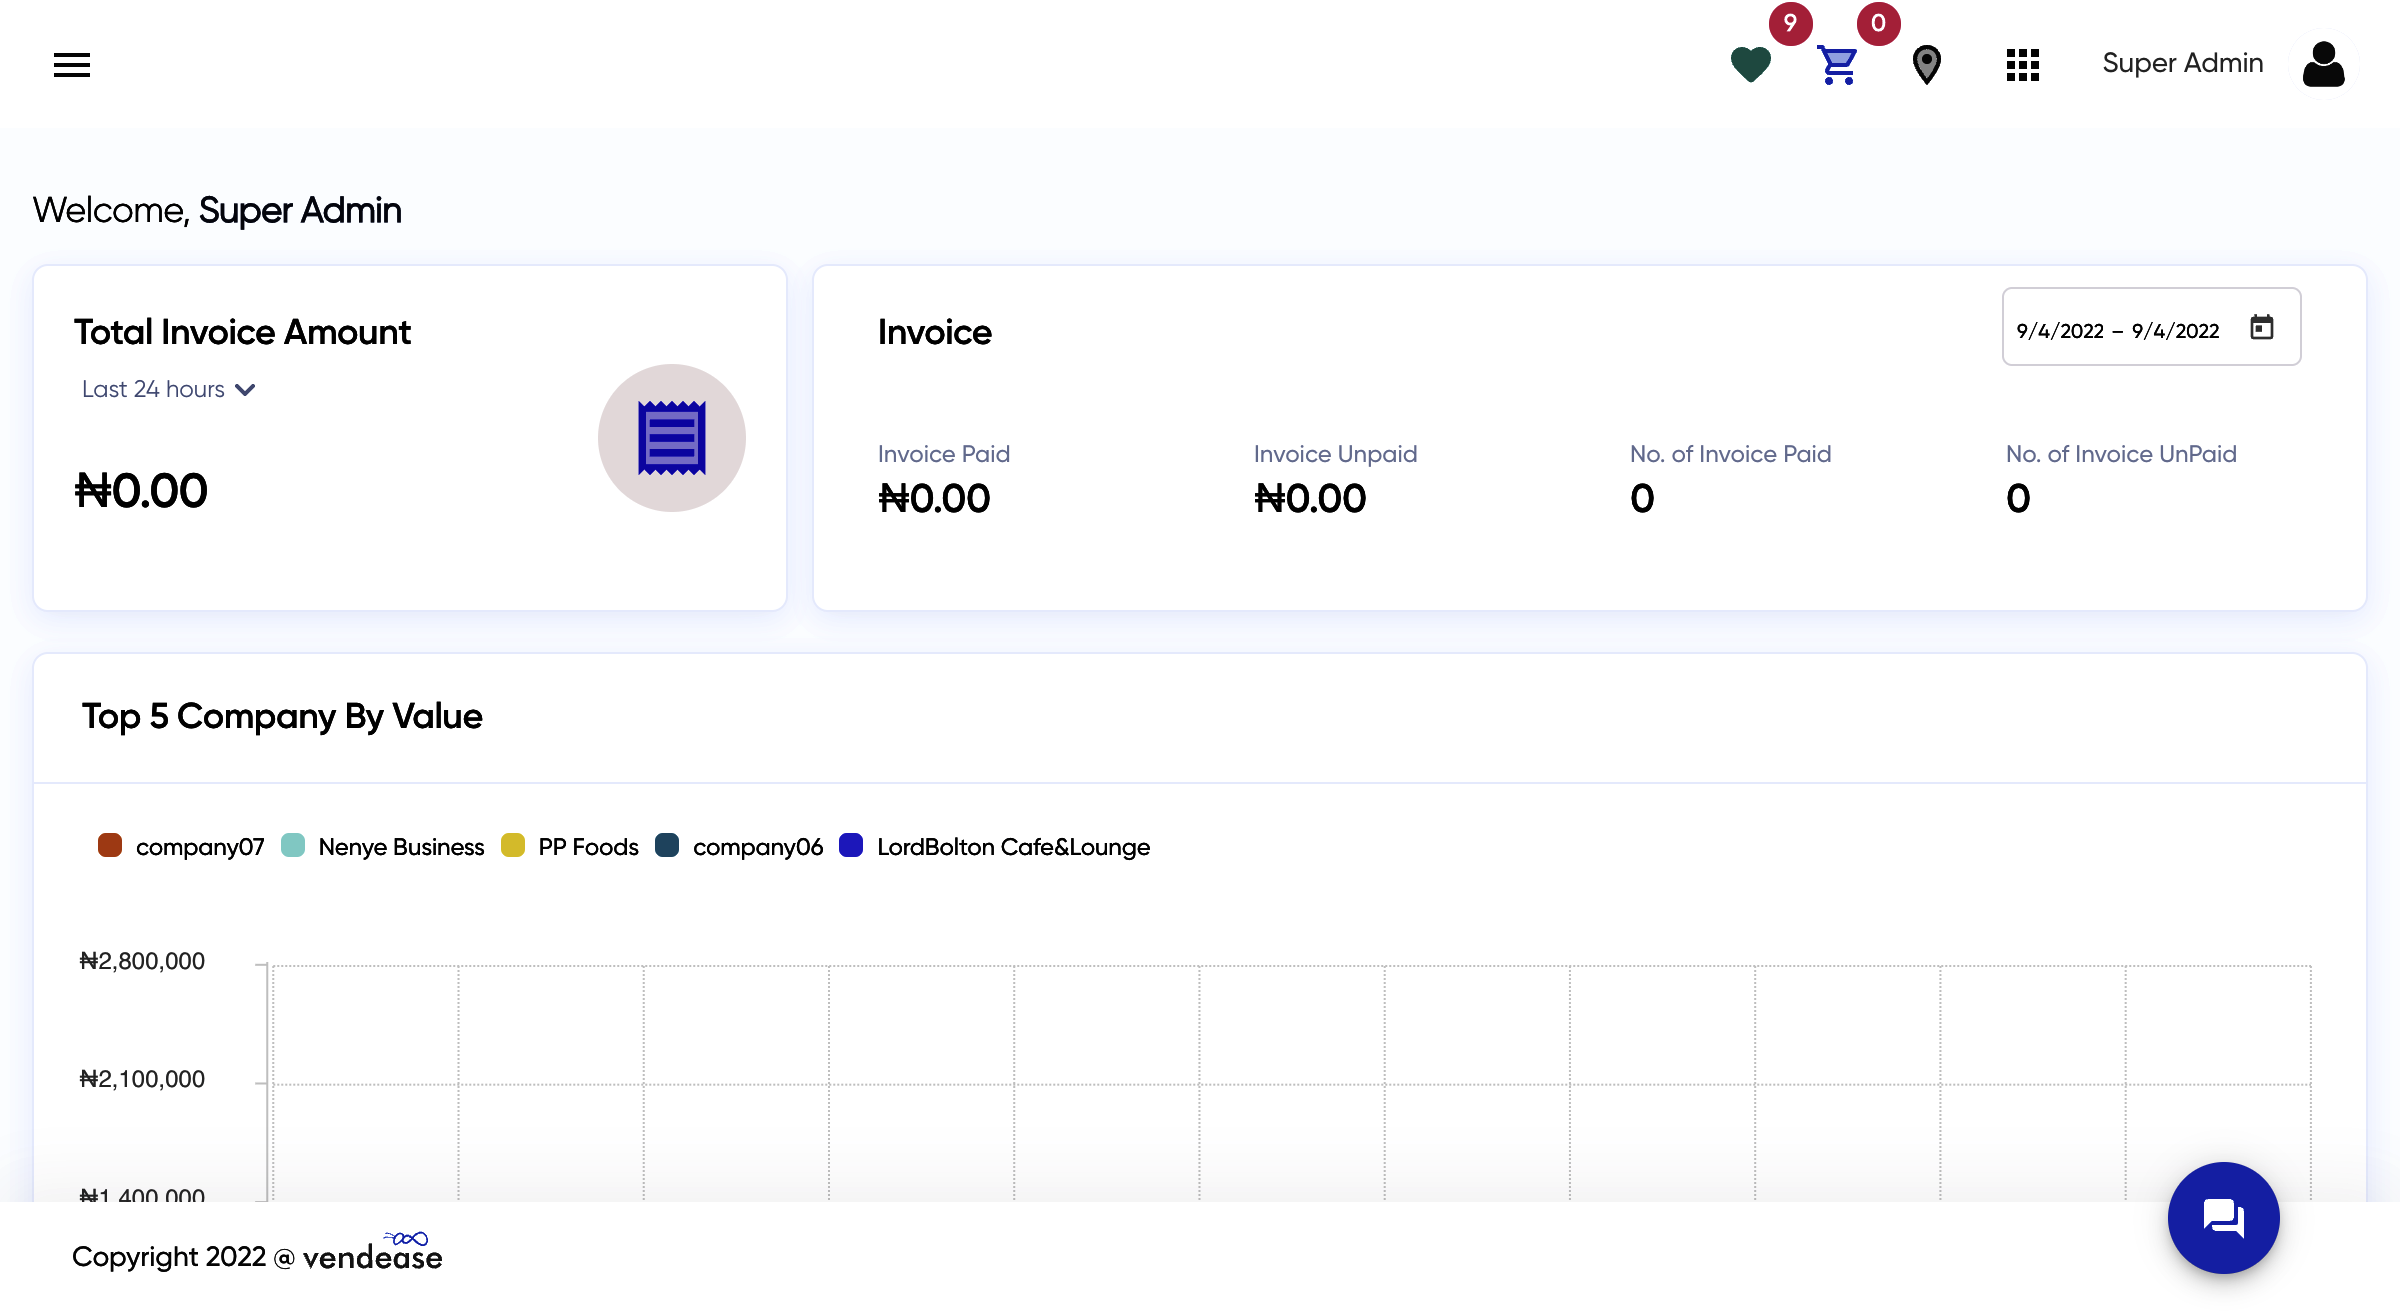 9
0
Super Admin
Welcome, Super Admin
Total Invoice Amount
Last 24 hours
₦0.00
Invoice
9/4/2022 – 9/4/2022
Invoice Paid
₦0.00
Invoice Unpaid
₦0.00
No. of Invoice Paid
0
No. of Invoice UnPaid
0
Top 5 Company By Value
company07 Nenye Business PP Foods company06 LordBolton Cafe&Lounge
₦2,800,000
₦2,100,000
₦1,400,000
Copyright 2022 @ vendease